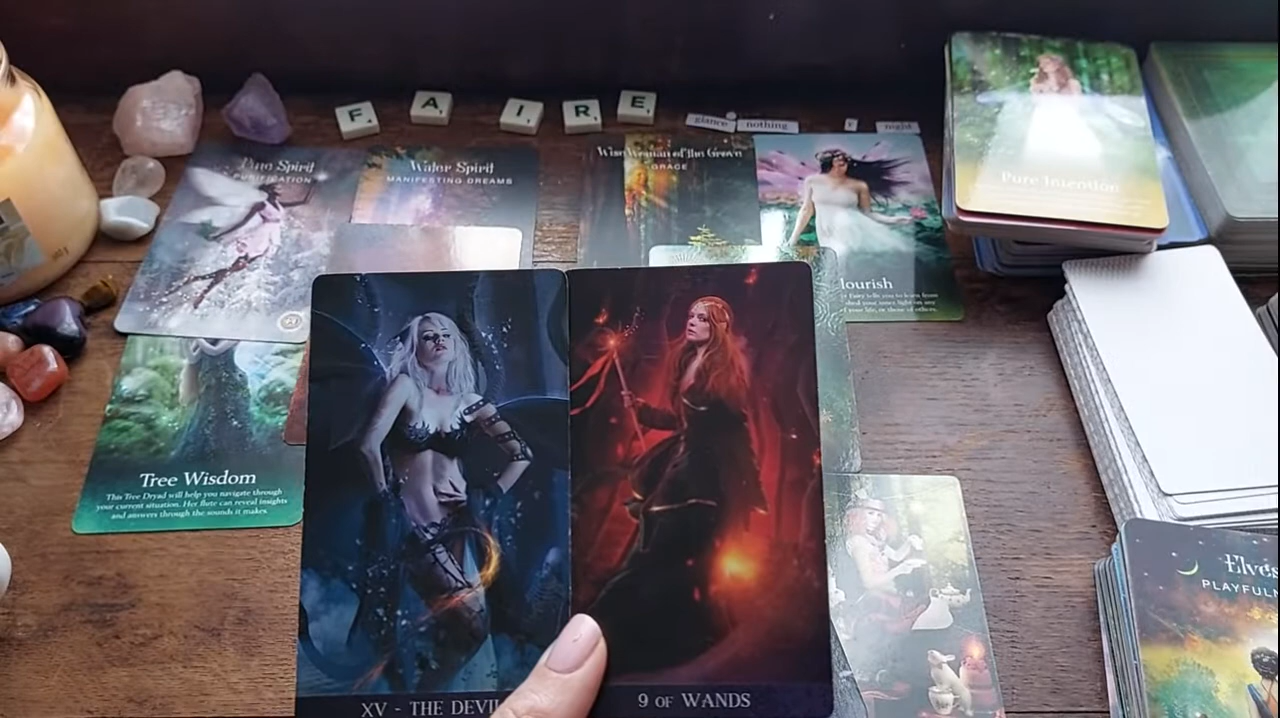 F A I R E
glance nothing r night
Pine Spirit
PURIFICATION
Water Spirit
MANIFESTING DREAMS
Wise Woman of the Grove
GRACE
Pure Intention
lourish
Tree Wisdom
This Tree Dryad will help you navigate through
your current situation. Her flute can reveal insights
and answers through the sounds it makes.
Elves
PLAYFULN
XV - THE DEVIL
9 OF WANDS